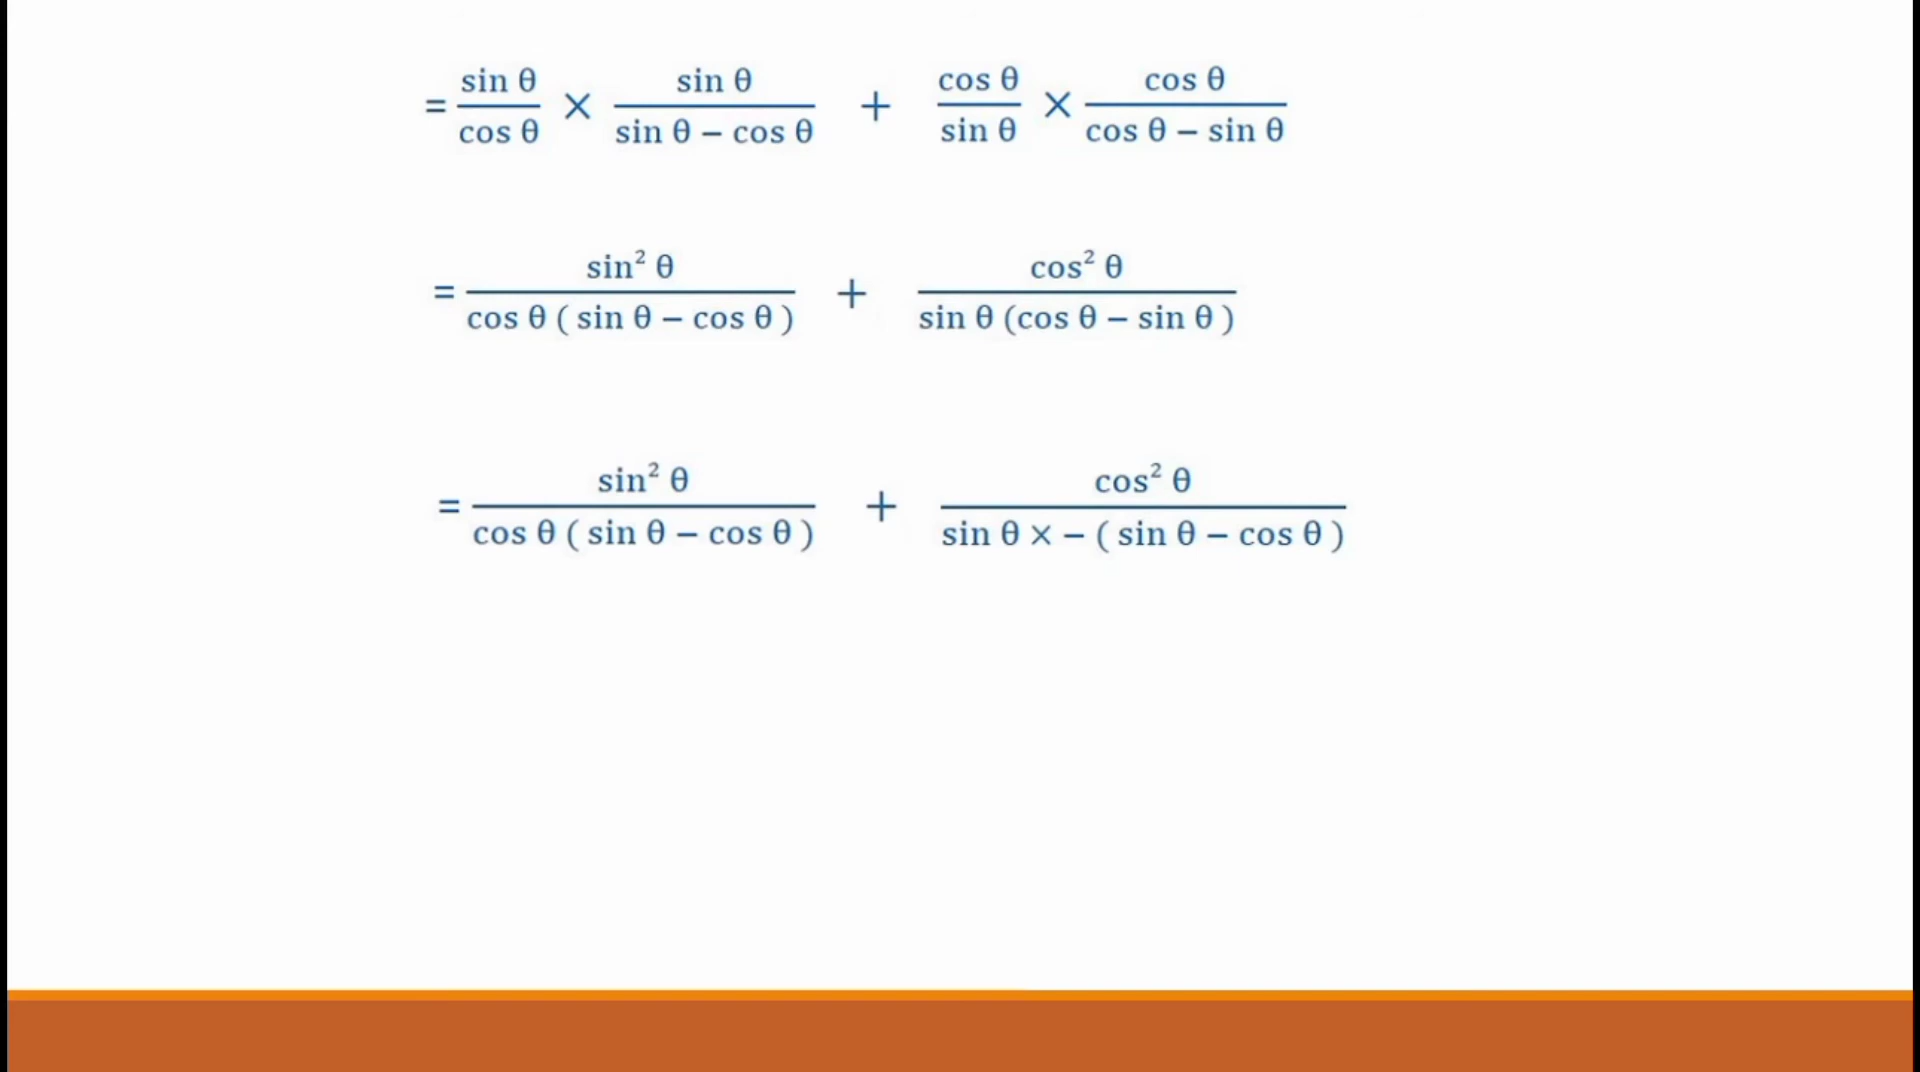 = sin θ / cos θ × sin θ / (sin θ − cos θ) + cos θ / sin θ × cos θ / (cos θ − sin θ)
= sin² θ / cos θ ( sin θ − cos θ ) + cos² θ / sin θ (cos θ − sin θ )
= sin² θ / cos θ ( sin θ − cos θ ) + cos² θ / sin θ × − ( sin θ − cos θ )